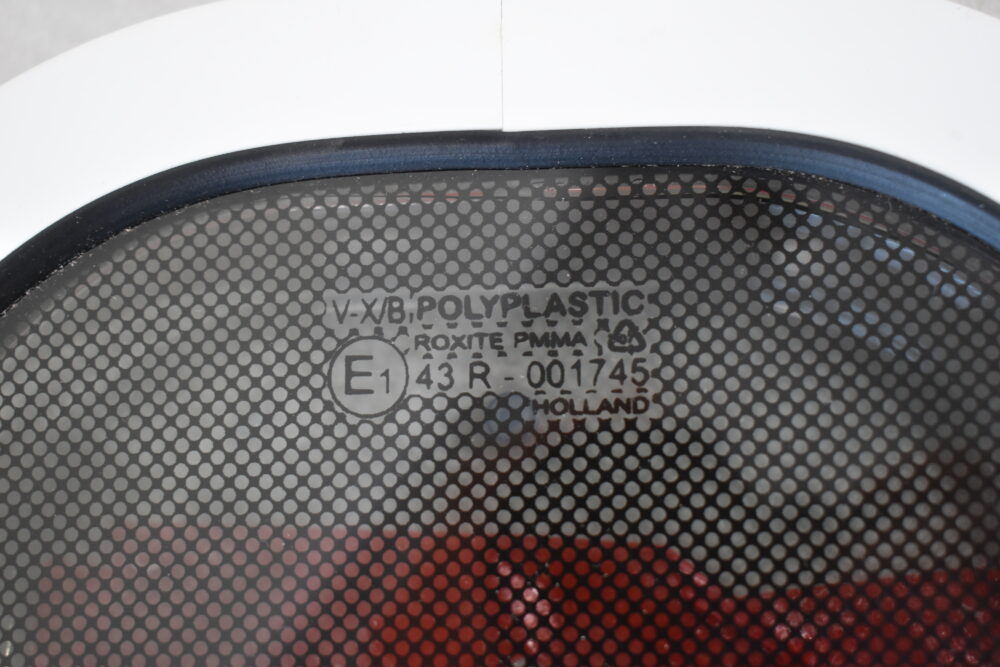 V-X/B, POLYPLASTIC
ROXITE PMMA
E1 43 R - 001745
HOLLAND